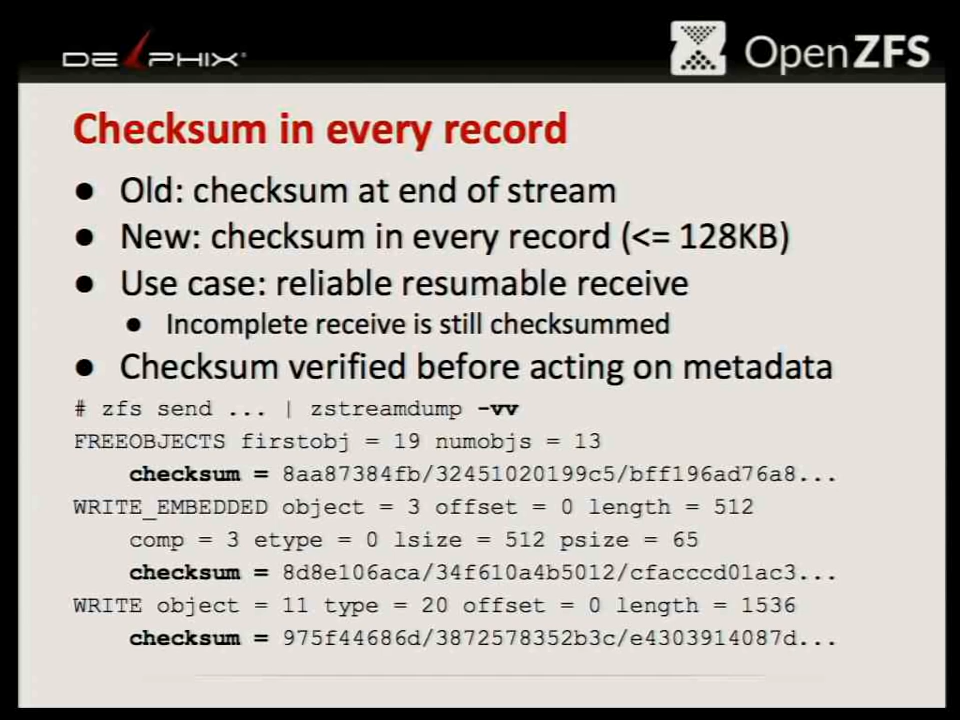 DELPHIX
OpenZFS
Checksum in every record
● Old: checksum at end of stream
● New: checksum in every record (<= 128KB)
● Use case: reliable resumable receive
● Incomplete receive is still checksummed
● Checksum verified before acting on metadata
# zfs send ... | zstreamdump -vv
FREEOBJECTS firstobj = 19 numobjs = 13
checksum = 8aa87384fb/32451020199c5/bff196ad76a8...
WRITE_EMBEDDED object = 3 offset = 0 length = 512
comp = 3 etype = 0 lsize = 512 psize = 65
checksum = 8d8e106aca/34f610a4b5012/cfacccd01ac3...
WRITE object = 11 type = 20 offset = 0 length = 1536
checksum = 975f44686d/3872578352b3c/e4303914087d...